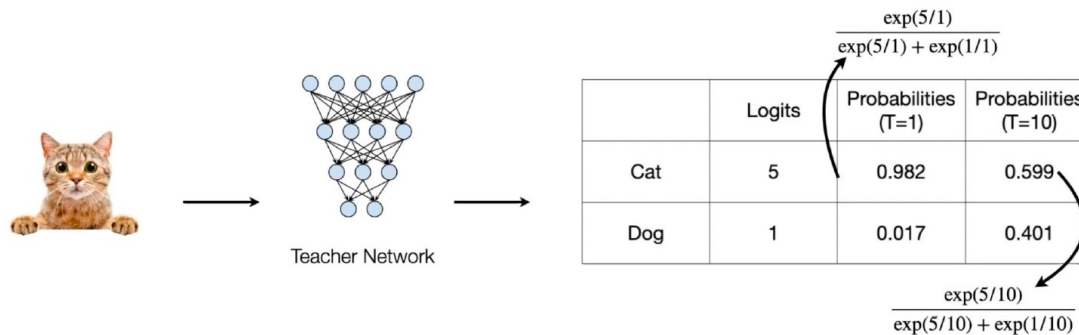 exp(5/1)
exp(5/1) + exp(1/1)
Logits
Probabilities
(T=1)
Probabilities
(T=10)
Cat
5
0.982
0.599
Dog
1
0.017
0.401
Teacher Network
exp(5/10)
exp(5/10) + exp(1/10)